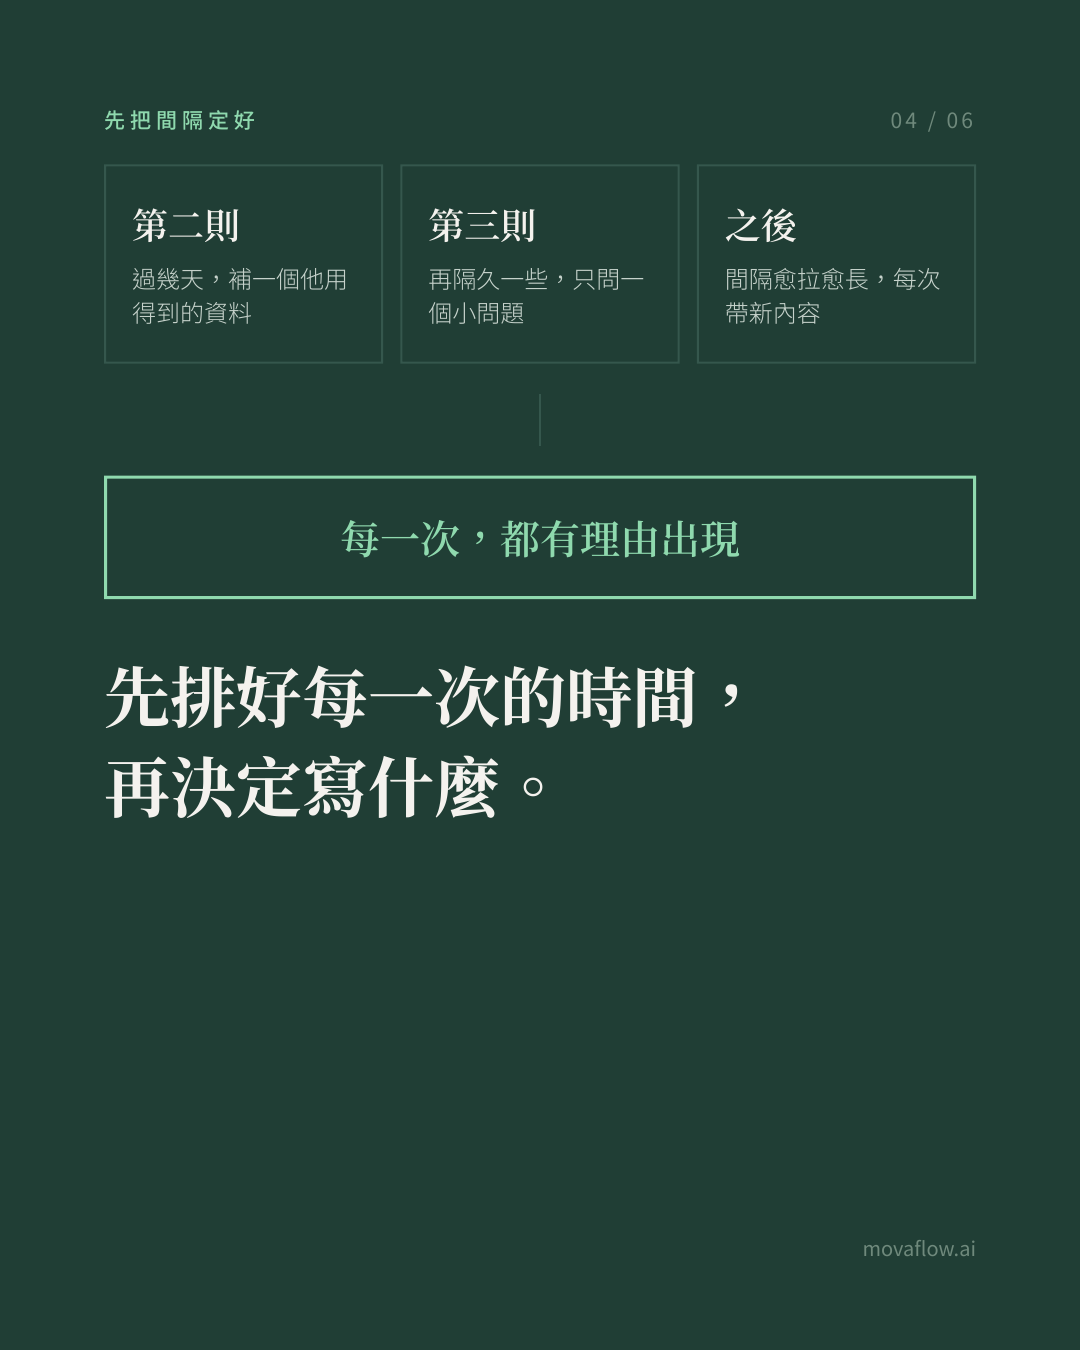 先把間隔定好
04 / 06
第二則
過幾天，補一個他用
得到的資料
第三則
再隔久一些，只問一
個小問題
之後
間隔愈拉愈長，每次
帶新內容
每一次，都有理由出現
先排好每一次的時間，
再決定寫什麼。
movaflow.ai